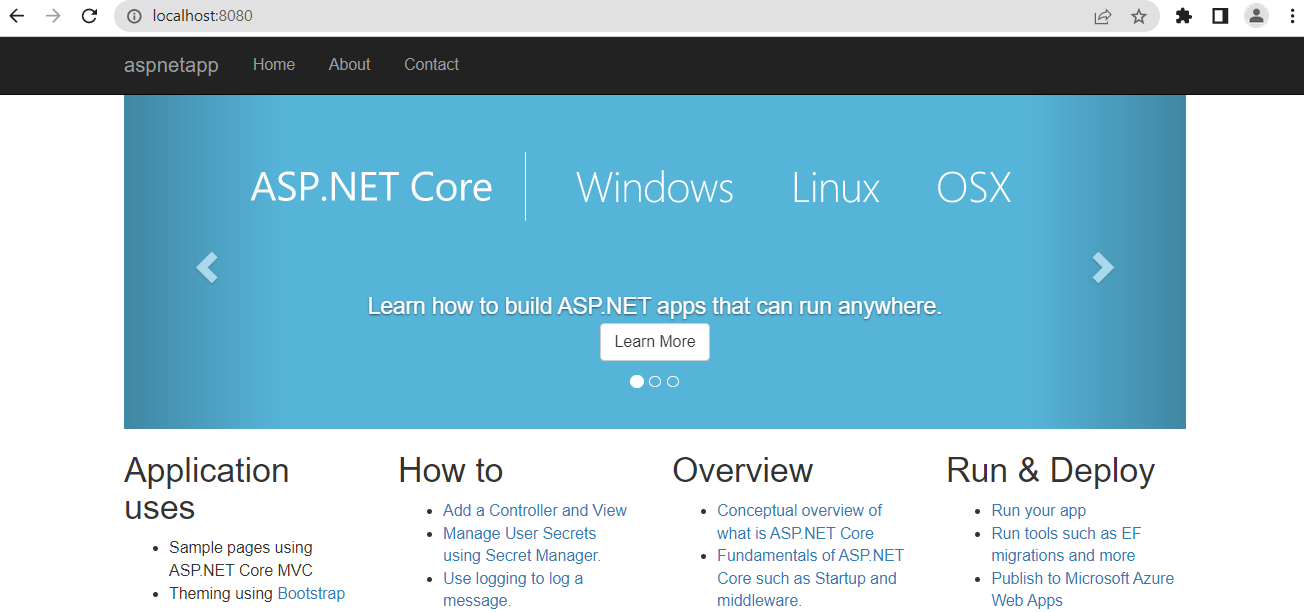 localhost:8080
aspnetapp Home About Contact
ASP.NET Core Windows Linux OSX
Learn how to build ASP.NET apps that can run anywhere.
Learn More
Application
uses
Sample pages using
ASP.NET Core MVC
Theming using Bootstrap
How to
Add a Controller and View
Manage User Secrets
using Secret Manager.
Use logging to log a
message.
Overview
Conceptual overview of
what is ASP.NET Core
Fundamentals of ASP.NET
Core such as Startup and
middleware.
Run & Deploy
Run your app
Run tools such as EF
migrations and more
Publish to Microsoft Azure
Web Apps